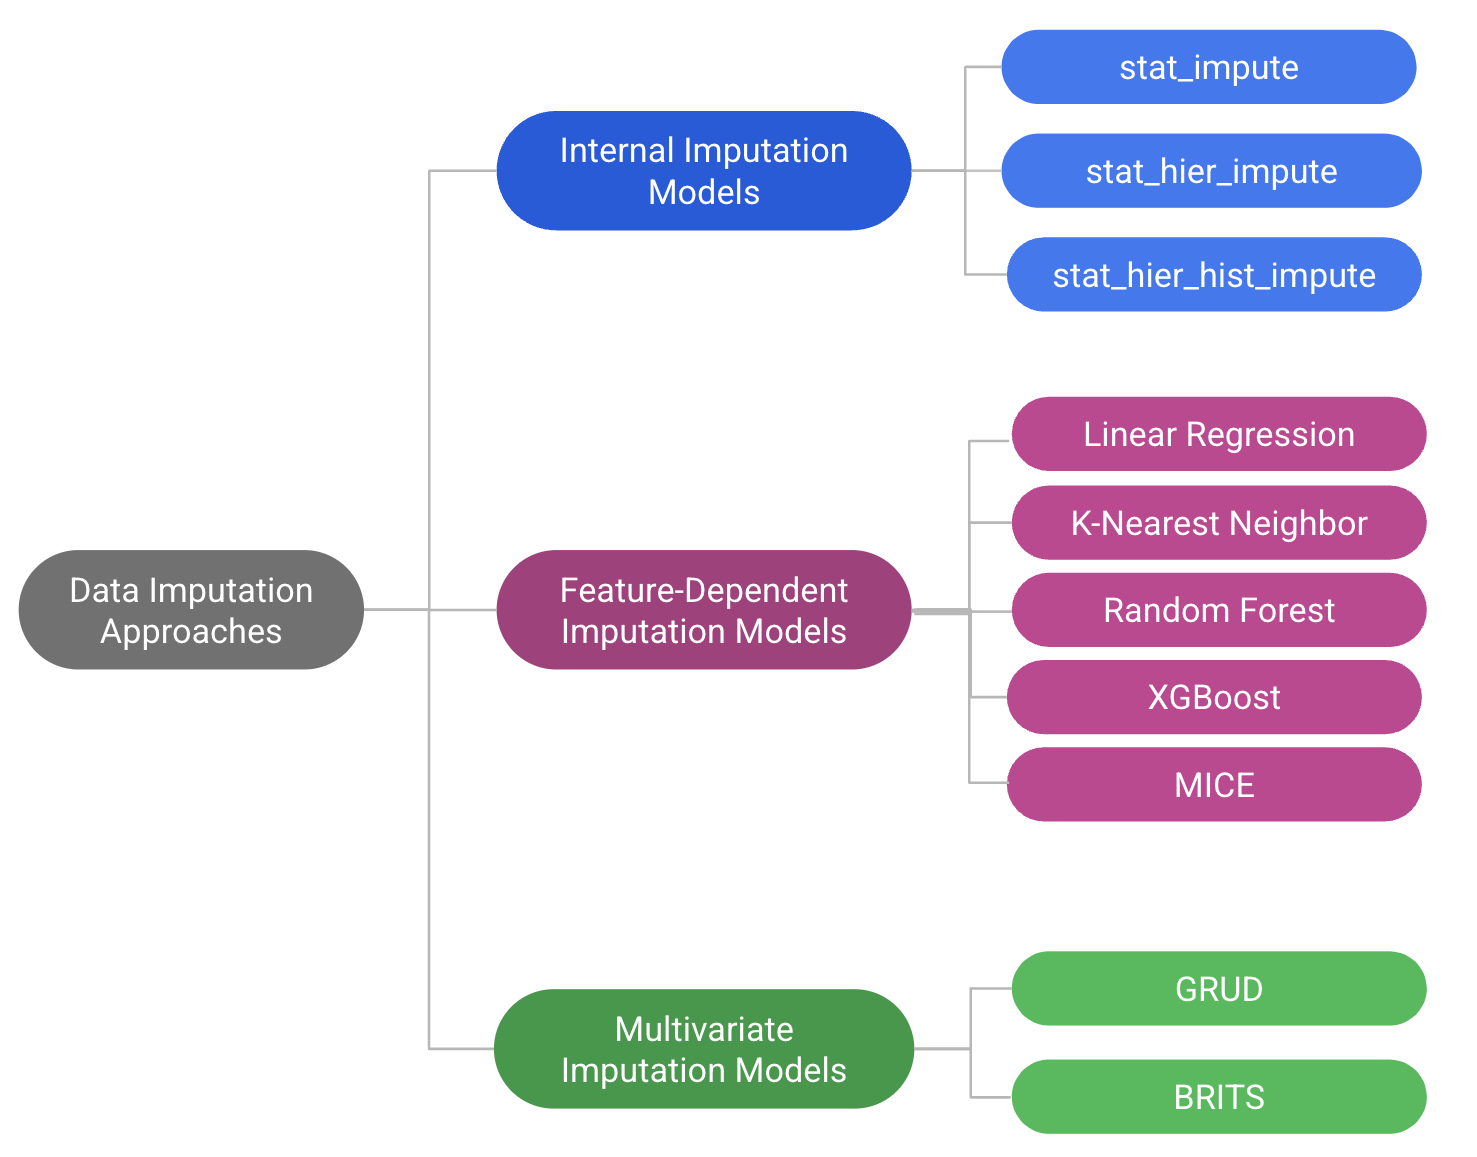 Data Imputation
Approaches
Internal Imputation
Models
stat_impute
stat_hier_impute
stat_hier_hist_impute
Feature-Dependent
Imputation Models
Linear Regression
K-Nearest Neighbor
Random Forest
XGBoost
MICE
Multivariate
Imputation Models
GRUD
BRITS